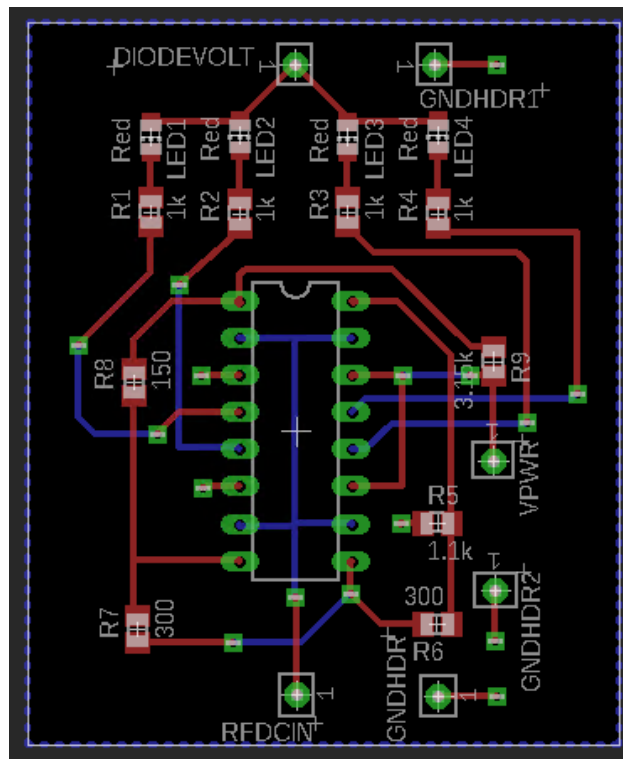 DIODEVOLT
1
1
GNDHDR1
Red
LED1
Red
LED2
Red
LED3
Red
LED4
R1
1k
R2
1k
R3
1k
R4
1k
R8
150
3.15k
R9
1
VPWR
R5
1.1k
300
R6
1
GNDHDR2
R7
300
GNDHDR
1
RFDCIN
1